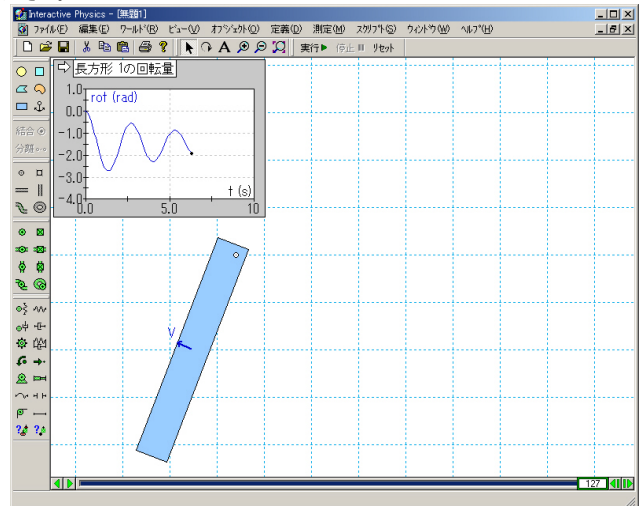 Interactive Physics - [無題1]
ファイル(F) 編集(E) ワールド(R) ビュー(V) オブジェクト(O) 定義(D) 測定(M) スクリプト(S) ウィンドウ(W) ヘルプ(H)
A 実行 停止 リセット
長方形 1の回転量
rot (rad)
1.0
0.0
-1.0
-2.0
-3.0
-4.0
t (s)
0.0 5.0 10
結合
分離
V
127